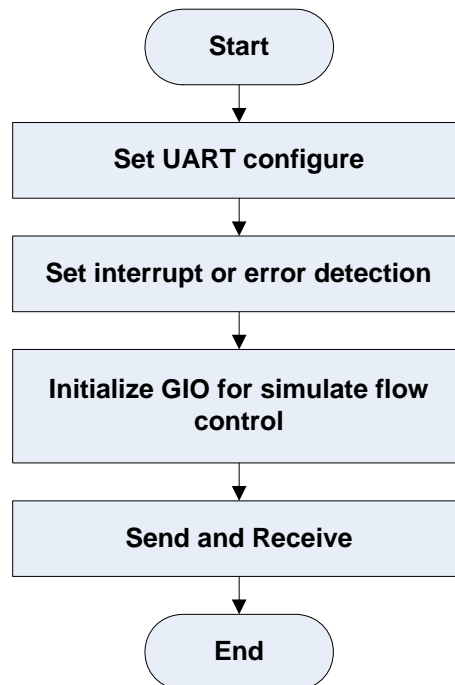 Start
Set UART configure
Set interrupt or error detection
Initialize GIO for simulate flow
control
Send and Receive
End